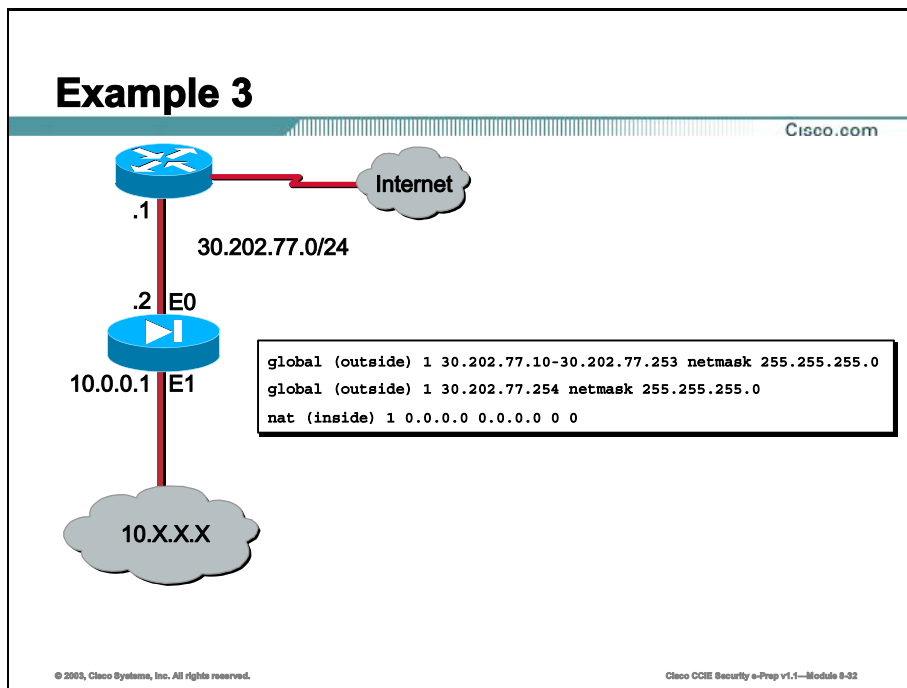 Example 3
Cisco.com
Internet
.1
30.202.77.0/24
.2 E0
global (outside) 1 30.202.77.10-30.202.77.253 netmask 255.255.255.0
global (outside) 1 30.202.77.254 netmask 255.255.255.0
nat (inside) 1 0.0.0.0 0.0.0.0 0 0
10.0.0.1 E1
10.X.X.X
© 2003, Cisco Systems, Inc. All rights reserved.
Cisco CCIE Security e-Prep v1.1—Module 8-32